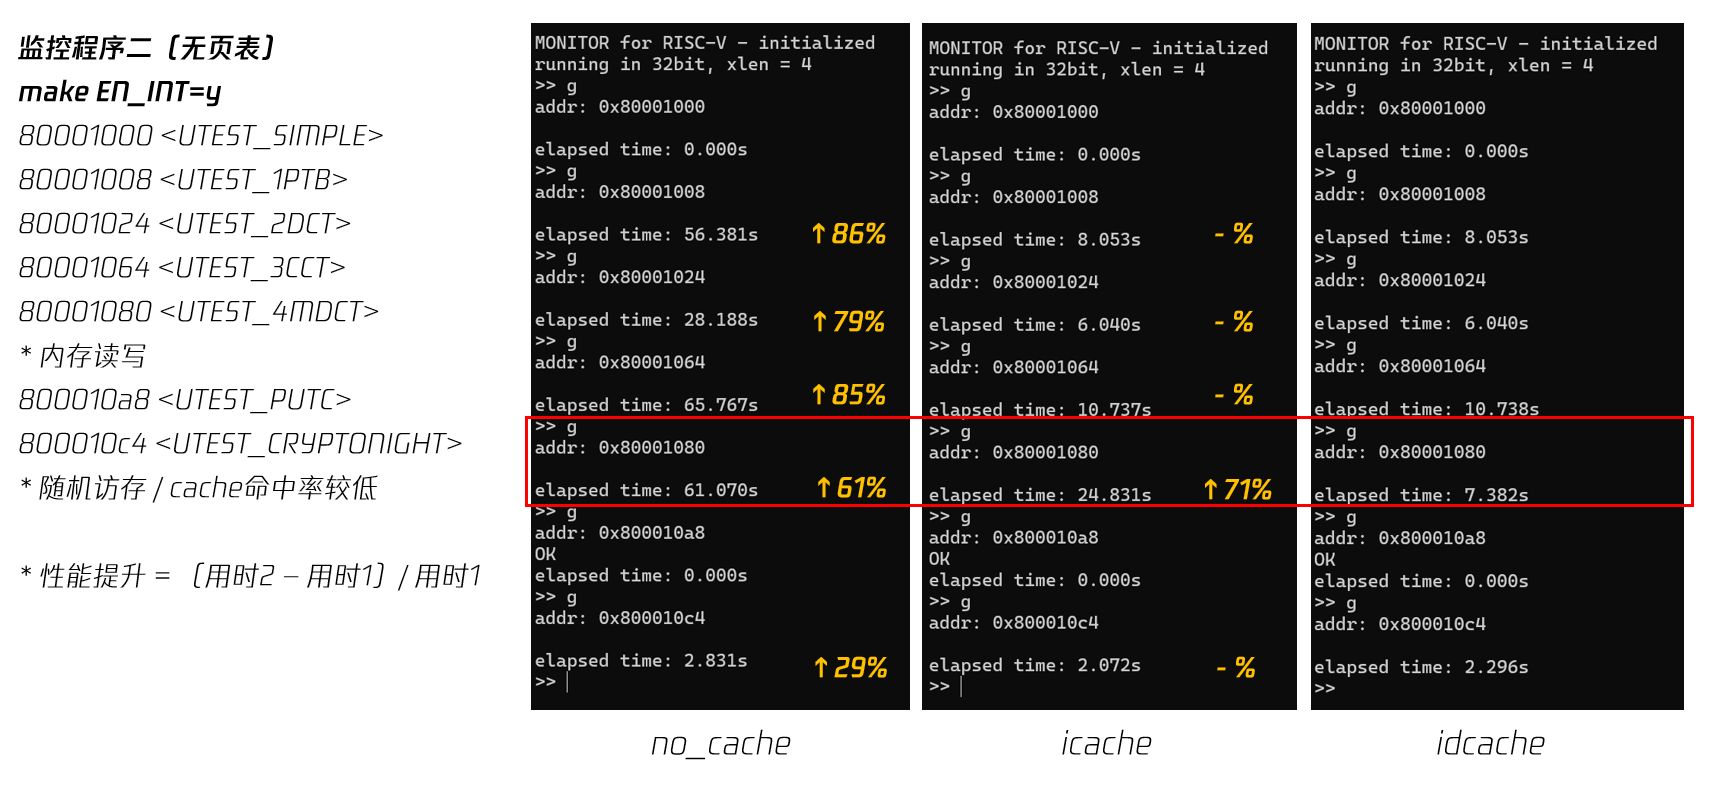 监控程序二（无页表）
make EN_INT=y
80001000 <UTEST_SIMPLE>
80001008 <UTEST_1PTB>
80001024 <UTEST_2DCT>
80001064 <UTEST_3CCT>
80001080 <UTEST_4MDCT>
* 内存读写
800010a8 <UTEST_PUTC>
800010c4 <UTEST_CRYPTONIGHT>
* 随机访存 / cache命中率较低
* 性能提升 = （用时2 – 用时1）/ 用时1
MONITOR for RISC-V - initialized
running in 32bit, xlen = 4
>> g
addr: 0x80001000
elapsed time: 0.000s
>> g
addr: 0x80001008
elapsed time: 56.381s
↑86%
>> g
addr: 0x80001024
elapsed time: 28.188s
↑79%
>> g
addr: 0x80001064
elapsed time: 65.767s
↑85%
>> g
addr: 0x80001080
elapsed time: 61.070s
↑61%
>> g
addr: 0x800010a8
OK
elapsed time: 0.000s
>> g
addr: 0x800010c4
elapsed time: 2.831s
↑29%
>>
no_cache
MONITOR for RISC-V - initialized
running in 32bit, xlen = 4
>> g
addr: 0x80001000
elapsed time: 0.000s
>> g
addr: 0x80001008
elapsed time: 8.053s
- %
>> g
addr: 0x80001024
elapsed time: 6.040s
- %
>> g
addr: 0x80001064
elapsed time: 10.737s
- %
>> g
addr: 0x80001080
elapsed time: 24.831s
↑71%
>> g
addr: 0x800010a8
OK
elapsed time: 0.000s
>> g
addr: 0x800010c4
elapsed time: 2.072s
- %
>>
icache
MONITOR for RISC-V - initialized
running in 32bit, xlen = 4
>> g
addr: 0x80001000
elapsed time: 0.000s
>> g
addr: 0x80001008
elapsed time: 8.053s
>> g
addr: 0x80001024
elapsed time: 6.040s
>> g
addr: 0x80001064
elapsed time: 10.738s
>> g
addr: 0x80001080
elapsed time: 7.382s
>> g
addr: 0x800010a8
OK
elapsed time: 0.000s
>> g
addr: 0x800010c4
elapsed time: 2.296s
>>
idcache